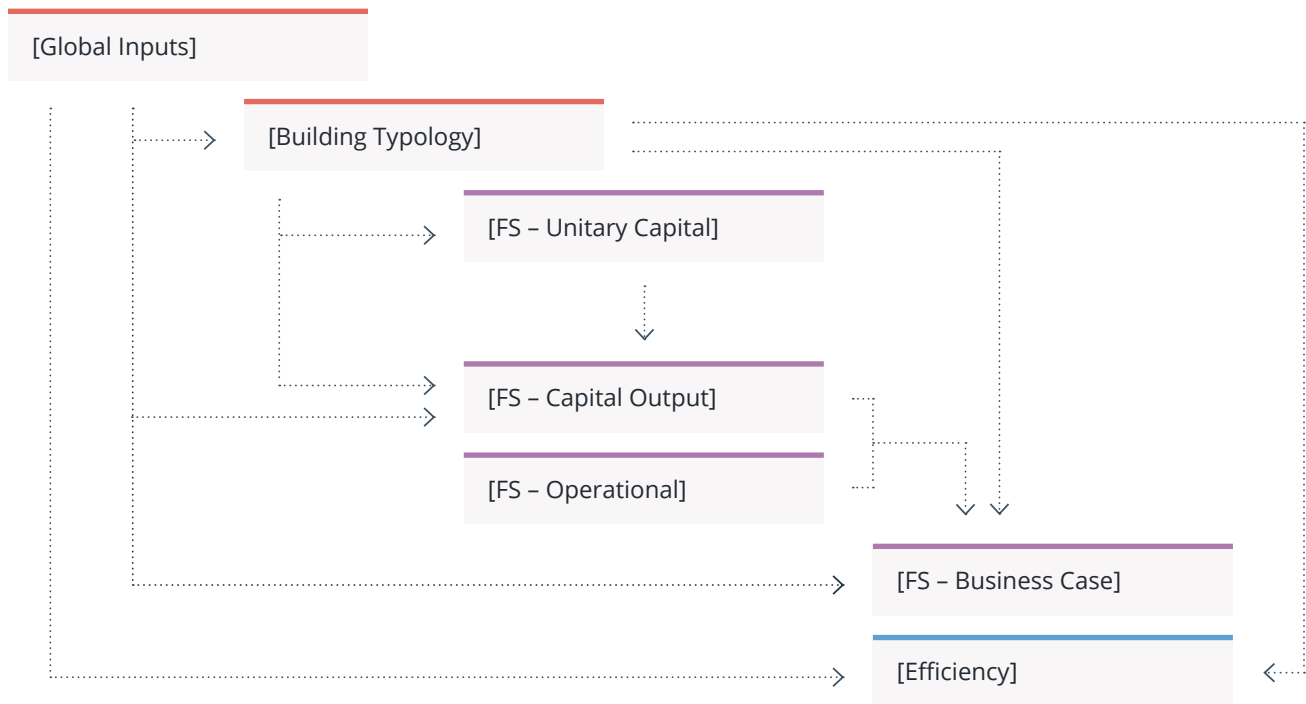 [Global Inputs]
[Building Typology]
[FS – Unitary Capital]
[FS – Capital Output]
[FS – Operational]
[FS – Business Case]
[Efficiency]